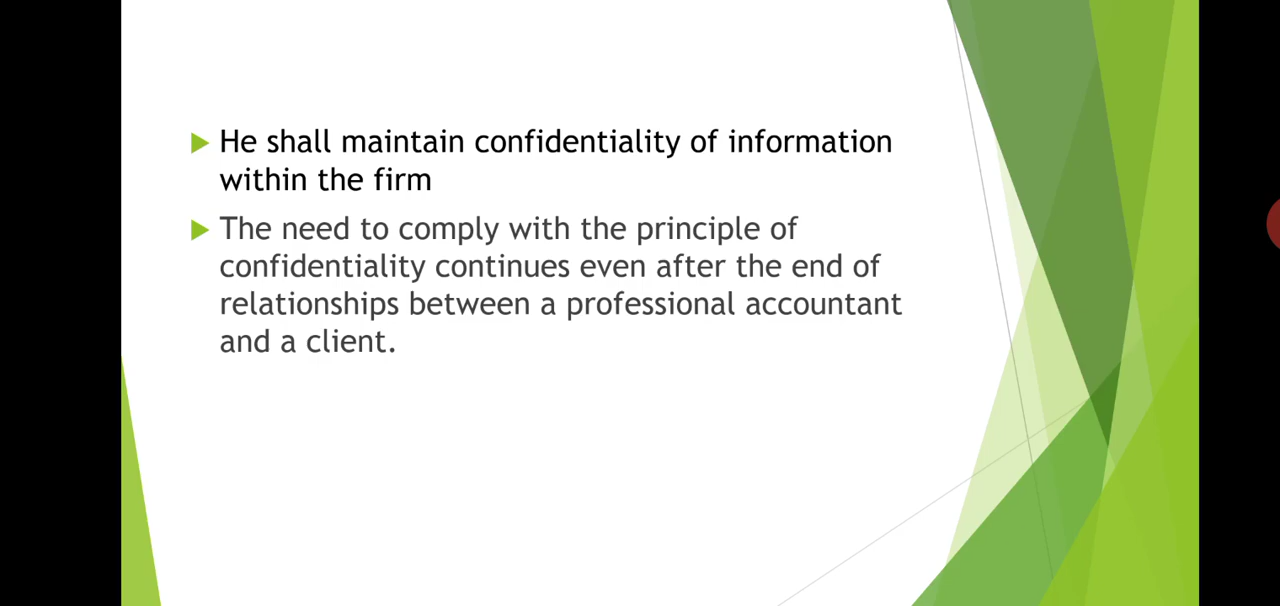 He shall maintain confidentiality of information
within the firm
The need to comply with the principle of
confidentiality continues even after the end of
relationships between a professional accountant
and a client.